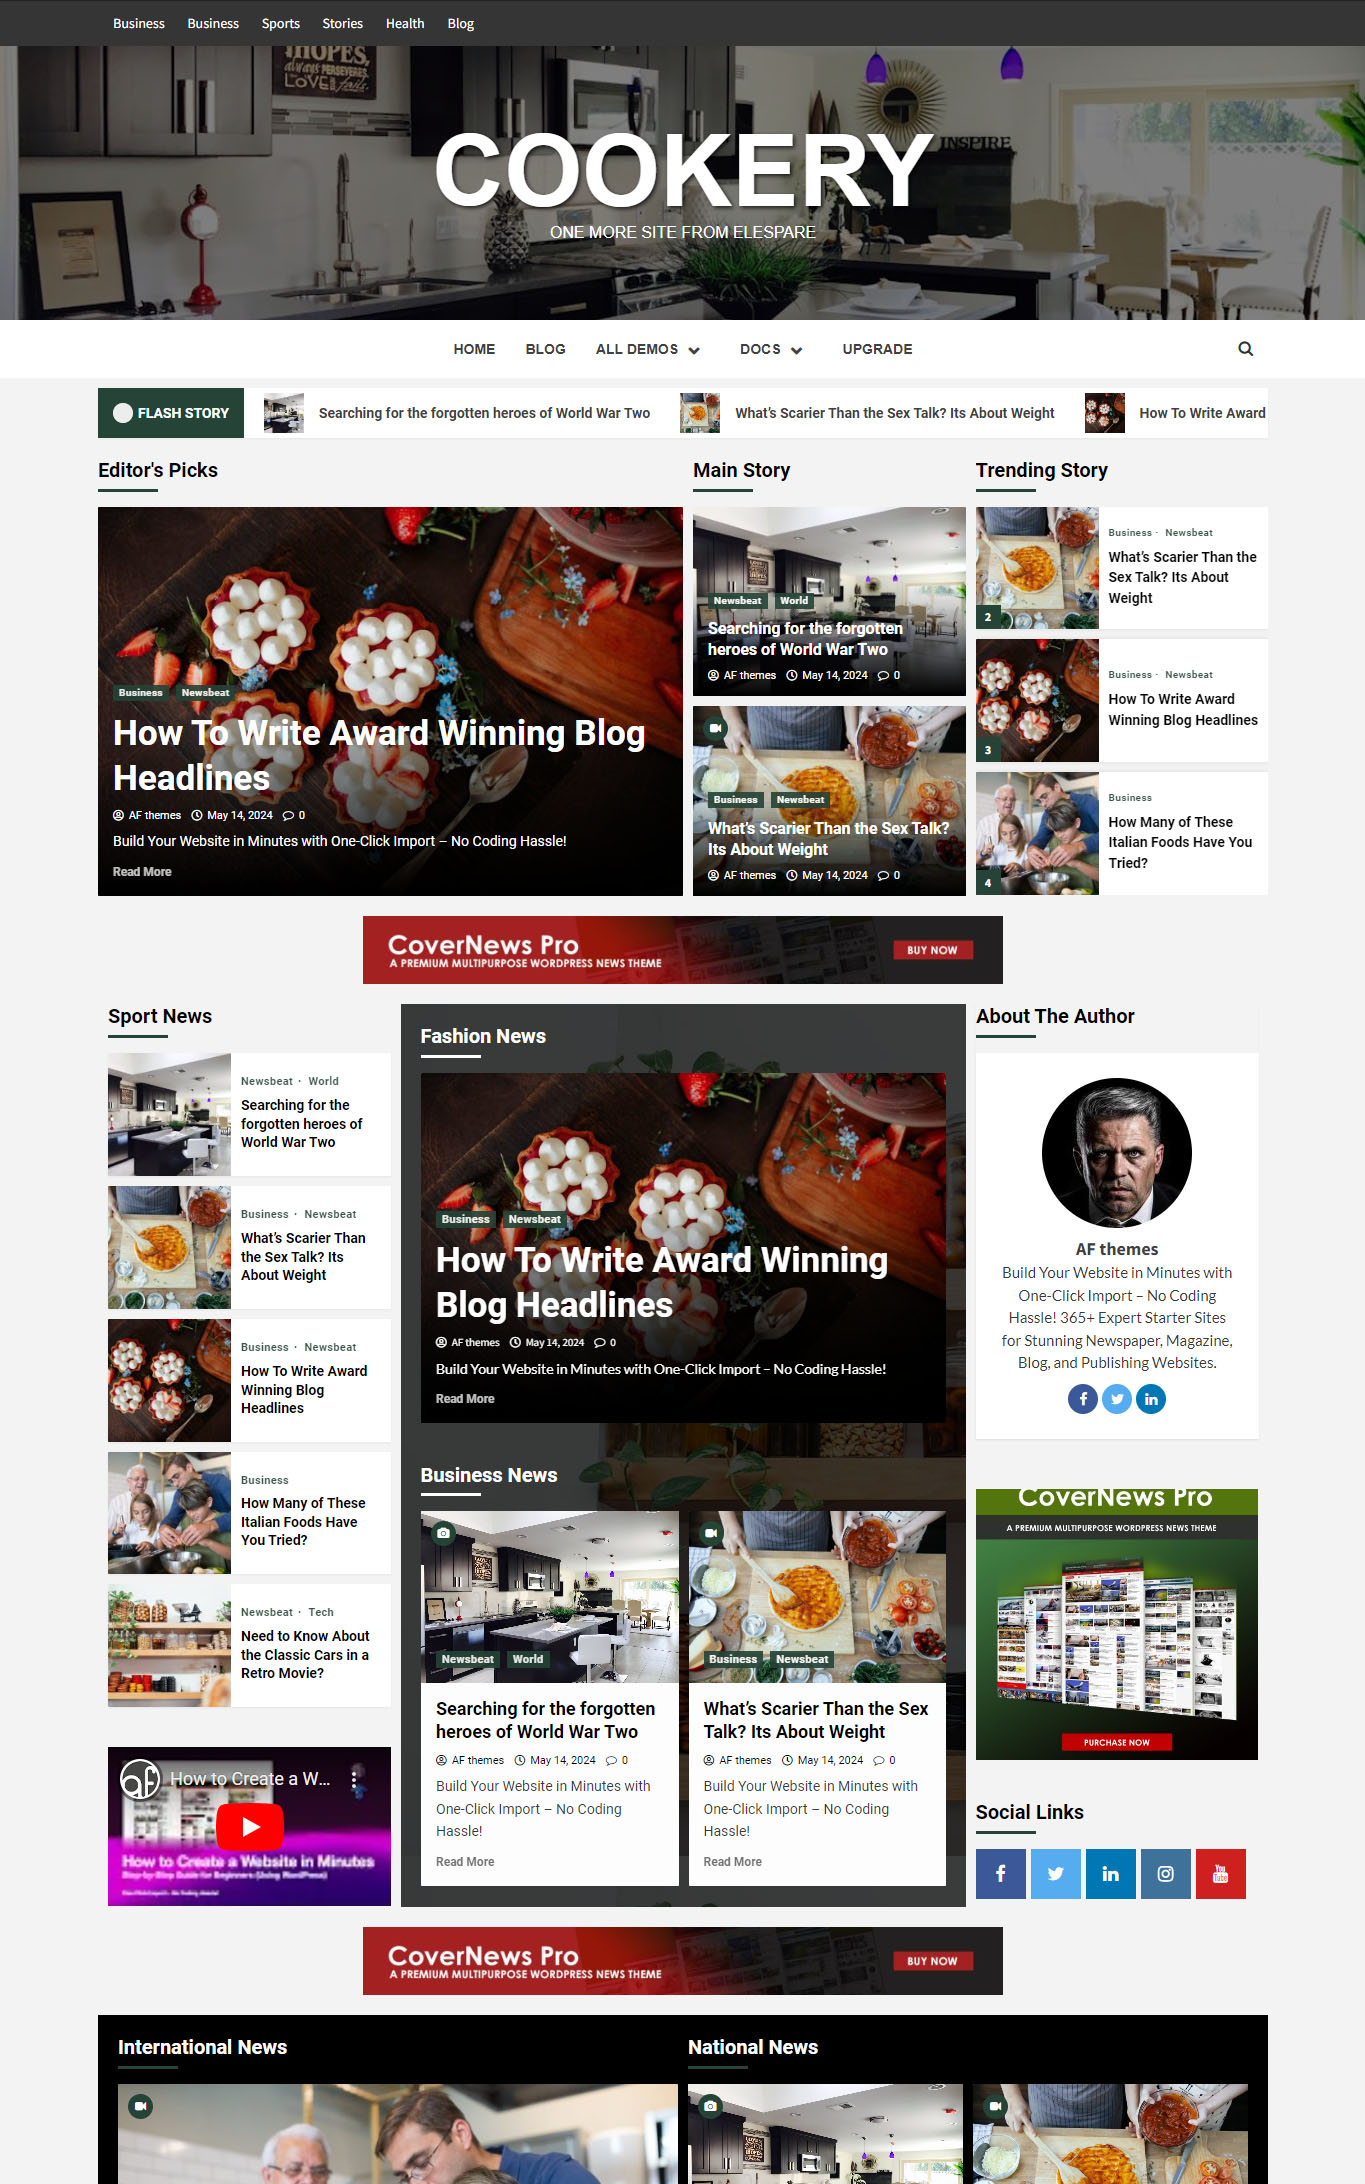 Business Business Sports Stories Health Blog
HOPES,
always PERSEVERES.
LOVE
fails.
INSPIRE
COOKERY
ONE MORE SITE FROM ELESPARE
HOME BLOG ALL DEMOS DOCS UPGRADE
FLASH STORY
Searching for the forgotten heroes of World War Two
What's Scarier Than the Sex Talk? Its About Weight
How To Write Award
Editor's Picks
Business Newsbeat
How To Write Award Winning Blog
Headlines
AF themes May 14, 2024 0
Build Your Website in Minutes with One-Click Import – No Coding Hassle!
Read More
Main Story
Newsbeat World
Searching for the forgotten
heroes of World War Two
AF themes May 14, 2024 0
Business Newsbeat
What's Scarier Than the Sex Talk?
Its About Weight
AF themes May 14, 2024 0
Trending Story
2
Business · Newsbeat
What's Scarier Than the
Sex Talk? Its About
Weight
3
Business · Newsbeat
How To Write Award
Winning Blog Headlines
4
Business
How Many of These
Italian Foods Have You
Tried?
CoverNews Pro
A PREMIUM MULTIPURPOSE WORDPRESS NEWS THEME
BUY NOW
Sport News
Newsbeat · World
Searching for the
forgotten heroes of
World War Two
Business · Newsbeat
What's Scarier Than
the Sex Talk? Its
About Weight
Business · Newsbeat
How To Write Award
Winning Blog
Headlines
Business
How Many of These
Italian Foods Have
You Tried?
Newsbeat · Tech
Need to Know About
the Classic Cars in a
Retro Movie?
af
How to Create a W...
How to Create a Website in Minutes
Step-by-Step Guide for Beginners (Using WordPress)
Fashion News
Business Newsbeat
How To Write Award Winning
Blog Headlines
AF themes May 14, 2024 0
Build Your Website in Minutes with One-Click Import – No Coding Hassle!
Read More
Business News
Newsbeat World
Searching for the forgotten
heroes of World War Two
AF themes May 14, 2024 0
Build Your Website in Minutes with
One-Click Import – No Coding
Hassle!
Read More
Business Newsbeat
What's Scarier Than the Sex
Talk? Its About Weight
AF themes May 14, 2024 0
Build Your Website in Minutes with
One-Click Import – No Coding
Hassle!
Read More
About The Author
AF themes
Build Your Website in Minutes with
One-Click Import – No Coding
Hassle! 365+ Expert Starter Sites
for Stunning Newspaper, Magazine,
Blog, and Publishing Websites.
CoverNews Pro
A PREMIUM MULTIPURPOSE WORDPRESS NEWS THEME
PURCHASE NOW
Social Links
CoverNews Pro
A PREMIUM MULTIPURPOSE WORDPRESS NEWS THEME
BUY NOW
International News
National News